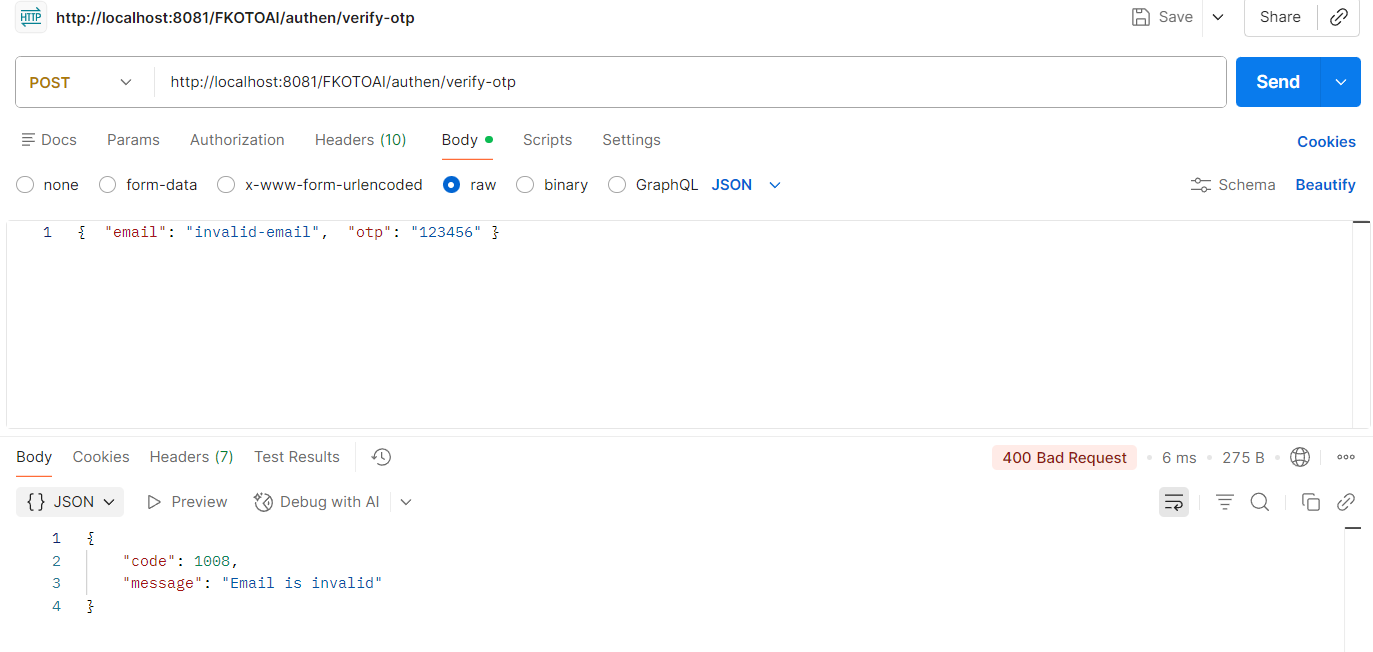 HTTP http://localhost:8081/FKOTOAI/authen/verify-otp Save Share
POST http://localhost:8081/FKOTOAI/authen/verify-otp Send
Docs Params Authorization Headers (10) Body Scripts Settings Cookies
none form-data x-www-form-urlencoded raw binary GraphQL JSON Schema Beautify
1 { "email": "invalid-email", "otp": "123456" }
Body Cookies Headers (7) Test Results 400 Bad Request 6 ms 275 B
{} JSON Preview Debug with AI
1 {
2 "code": 1008,
3 "message": "Email is invalid"
4 }